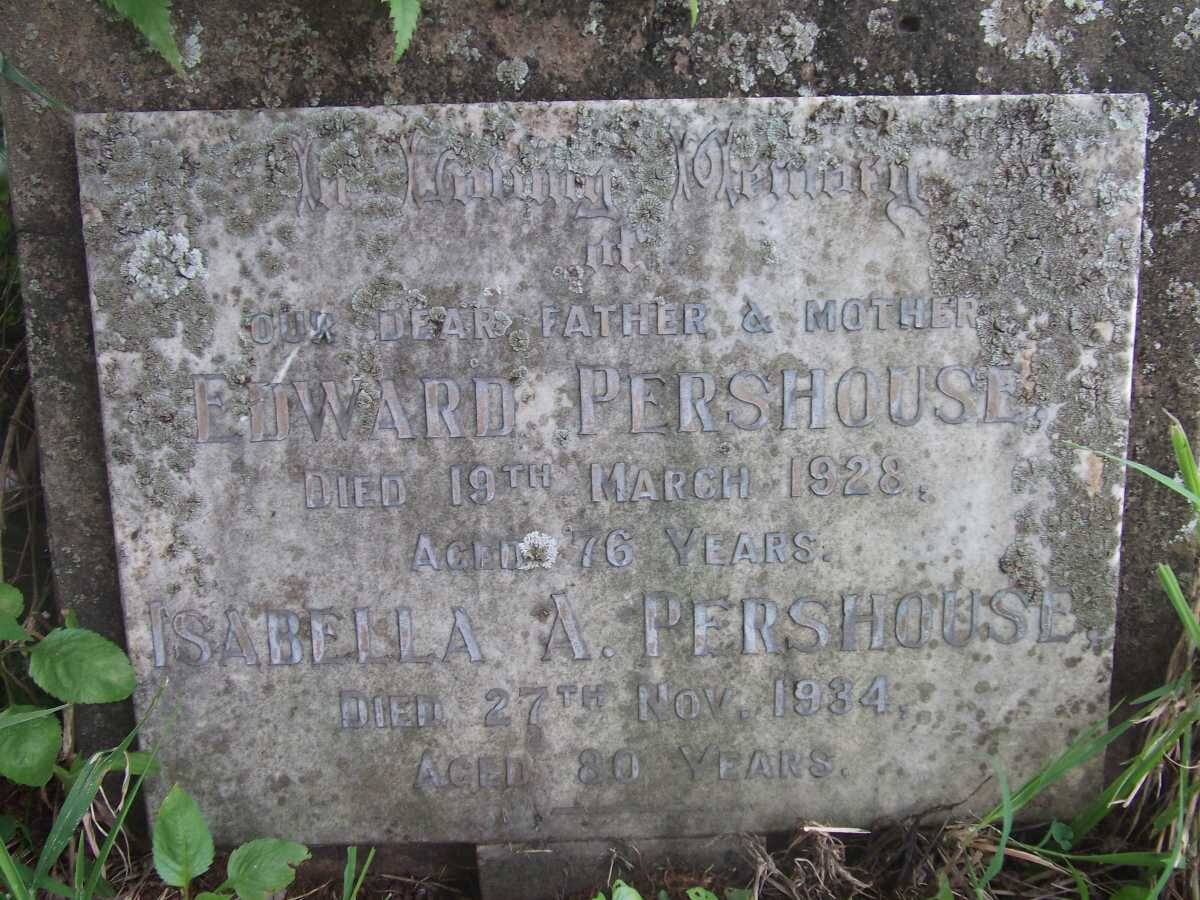 In Loving Memory
of
OUR DEAR FATHER & MOTHER
EDWARD PERSHOUSE,
DIED 19TH MARCH 1928,
AGED 76 YEARS.
ISABELLA A. PERSHOUSE,
DIED 27TH NOV. 1934,
AGED 80 YEARS.